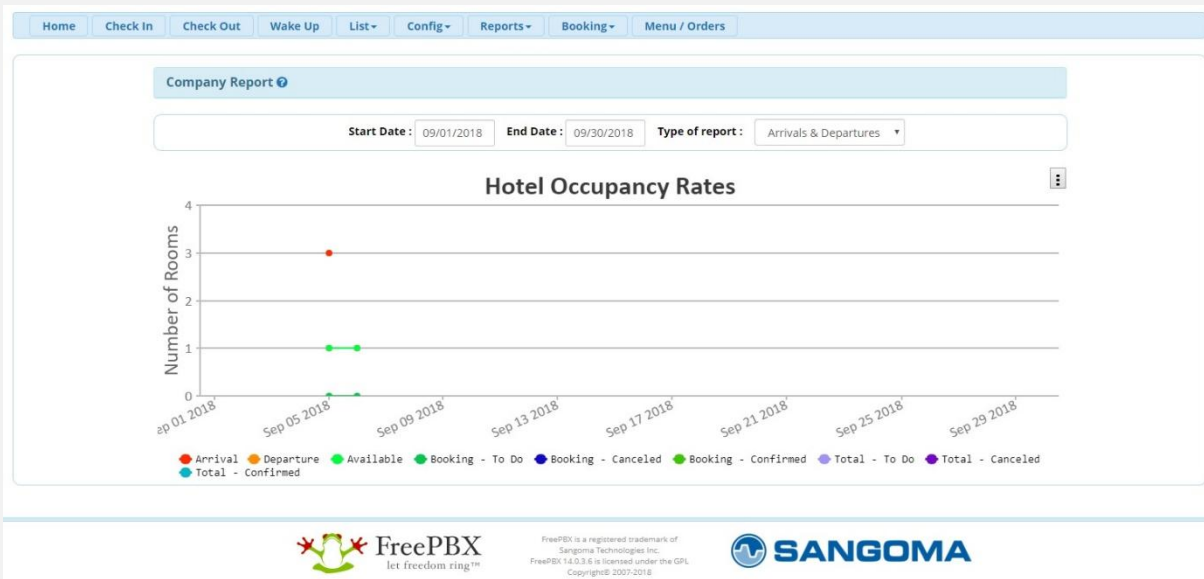 Home Check In Check Out Wake Up List Config Reports Booking Menu / Orders
Company Report
Start Date : 09/01/2018 End Date : 09/30/2018 Type of report : Arrivals & Departures
Hotel Occupancy Rates
Number of Rooms
4
3
2
1
0
ep 01 2018 Sep 05 2018 Sep 09 2018 Sep 13 2018 Sep 17 2018 Sep 21 2018 Sep 25 2018 Sep 29 2018
Arrival Departure Available Booking - To Do Booking - Canceled Booking - Confirmed Total - To Do Total - Canceled
Total - Confirmed
FreePBX
let freedom ring™
FreePBX is a registered trademark of
Sangoma Technologies Inc.
FreePBX 14.0.3.6 is licensed under the GPL
Copyright© 2007-2018
SANGOMA